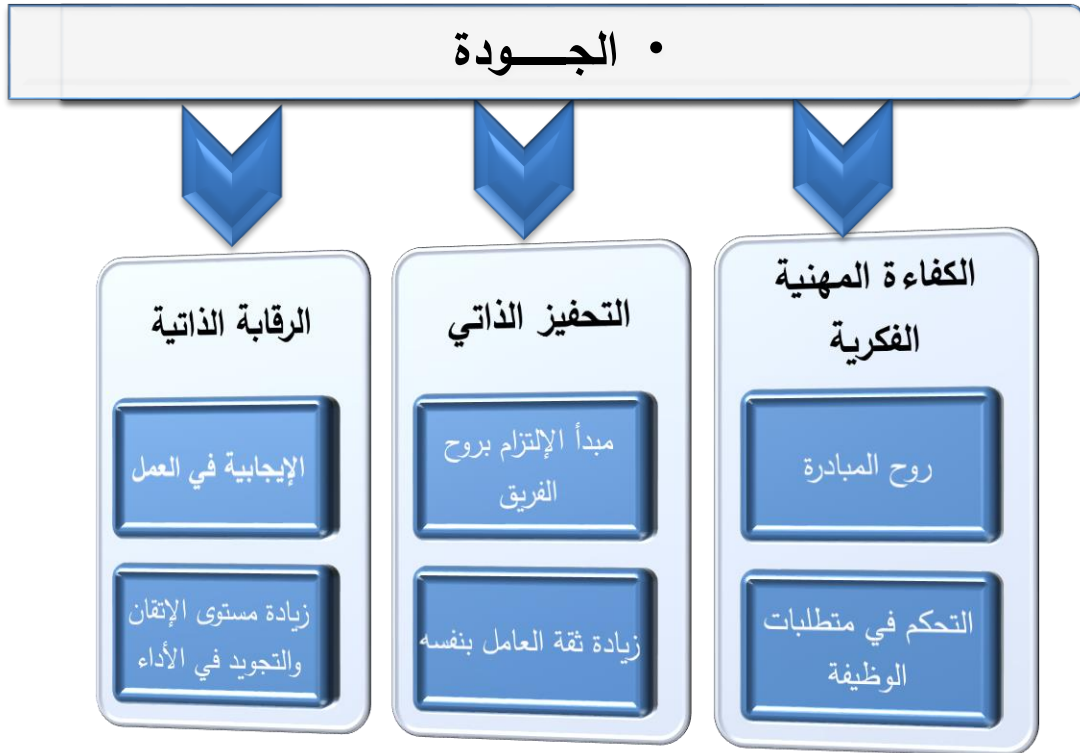 • الجـــــودة
الكفاءة المهنية
الفكرية
روح المبادرة
التحكم في متطلبات
الوظيفة
التحفيز الذاتي
مبدأ الإلتزام بروح
الفريق
زيادة ثقة العامل بنفسه
الرقابة الذاتية
الإيجابية في العمل
زيادة مستوى الإتقان
والتجويد في الأداء